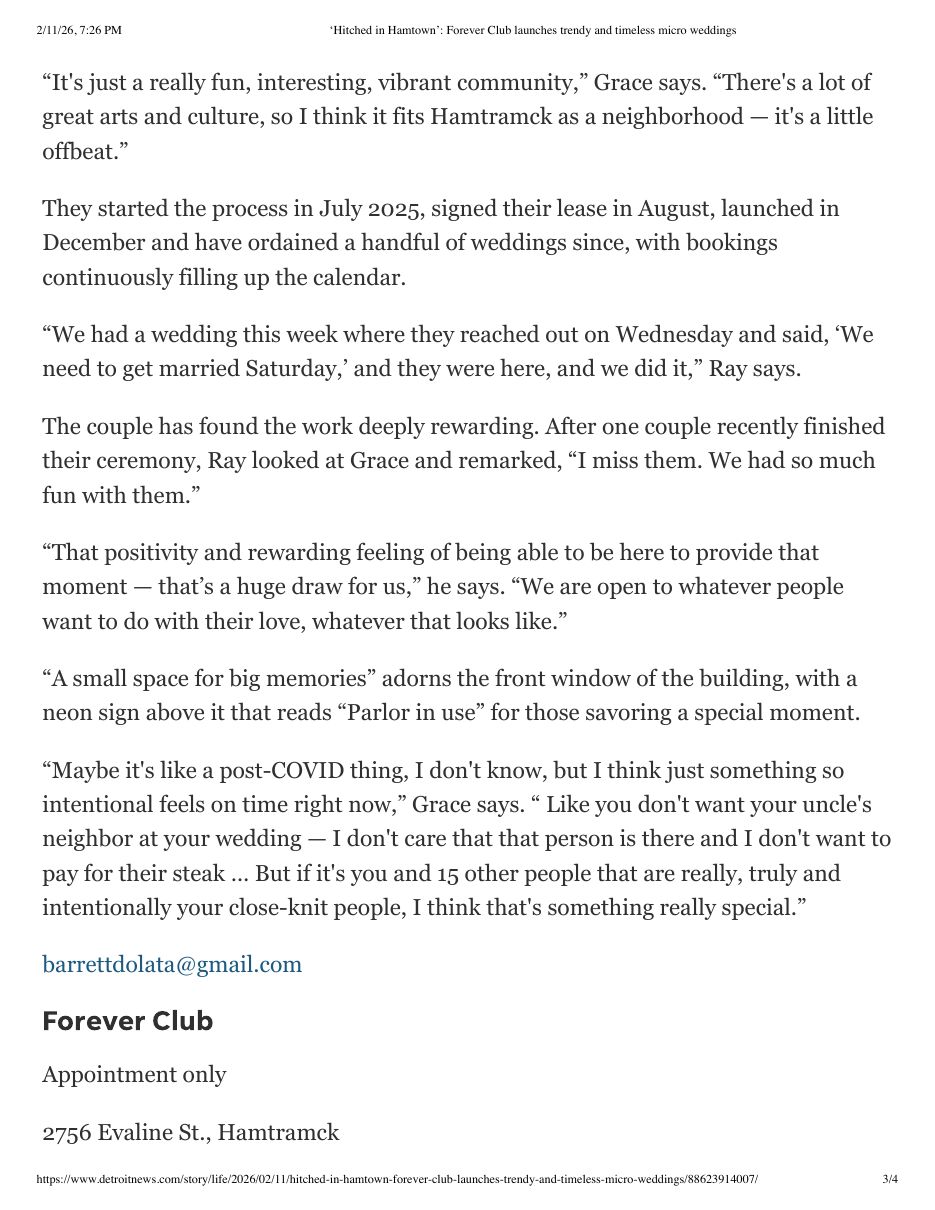 2/11/26, 7:26 PM
‘Hitched in Hamtown’: Forever Club launches trendy and timeless micro weddings
“It's just a really fun, interesting, vibrant community,” Grace says. “There's a lot of
great arts and culture, so I think it fits Hamtramck as a neighborhood — it's a little
offbeat.”
They started the process in July 2025, signed their lease in August, launched in
December and have ordained a handful of weddings since, with bookings
continuously filling up the calendar.
“We had a wedding this week where they reached out on Wednesday and said, ‘We
need to get married Saturday,’ and they were here, and we did it,” Ray says.
The couple has found the work deeply rewarding. After one couple recently finished
their ceremony, Ray looked at Grace and remarked, “I miss them. We had so much
fun with them.”
“That positivity and rewarding feeling of being able to be here to provide that
moment — that’s a huge draw for us,” he says. “We are open to whatever people
want to do with their love, whatever that looks like.”
“A small space for big memories” adorns the front window of the building, with a
neon sign above it that reads “Parlor in use” for those savoring a special moment.
“Maybe it's like a post-COVID thing, I don't know, but I think just something so
intentional feels on time right now,” Grace says. “ Like you don't want your uncle's
neighbor at your wedding — I don't care that that person is there and I don't want to
pay for their steak ... But if it's you and 15 other people that are really, truly and
intentionally your close-knit people, I think that's something really special.”
barrettdolata@gmail.com
Forever Club
Appointment only
2756 Evaline St., Hamtramck
https://www.detroitnews.com/story/life/2026/02/11/hitched-in-hamtown-forever-club-launches-trendy-and-timeless-micro-weddings/88623914007/
3/4